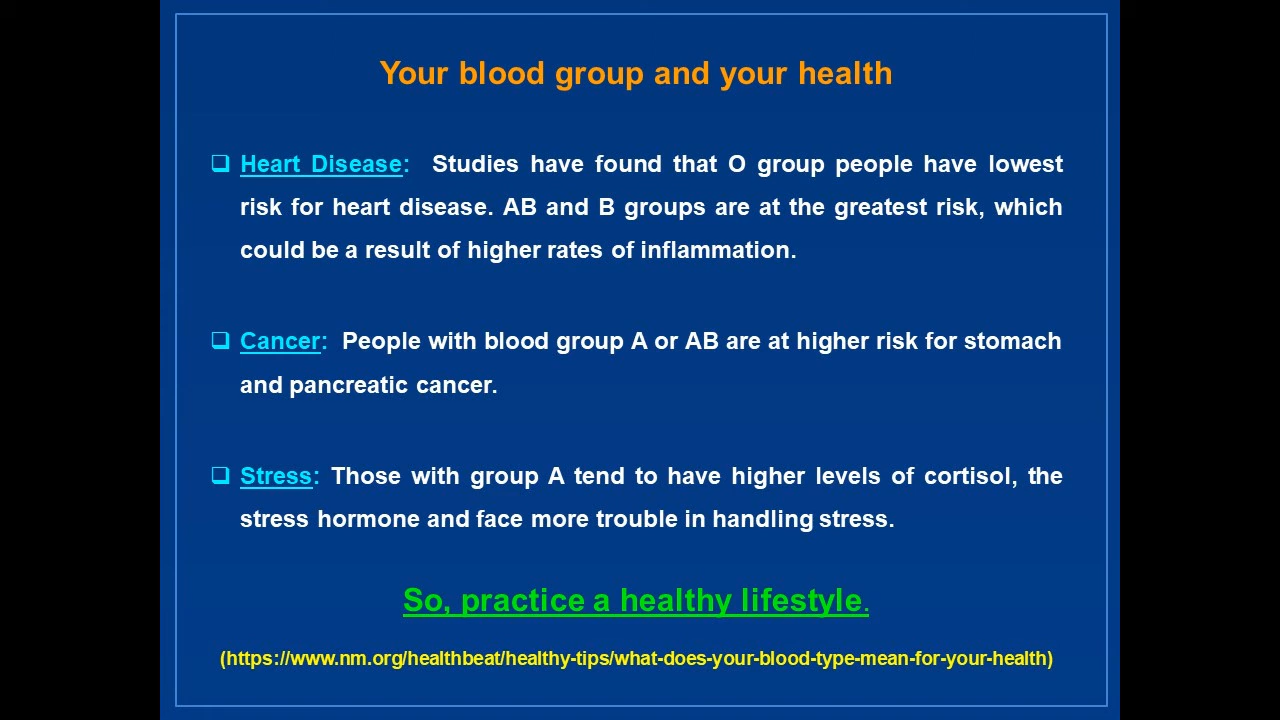 Your blood group and your health
❑ Heart Disease: Studies have found that O group people have lowest
risk for heart disease. AB and B groups are at the greatest risk, which
could be a result of higher rates of inflammation.
❑ Cancer: People with blood group A or AB are at higher risk for stomach
and pancreatic cancer.
❑ Stress: Those with group A tend to have higher levels of cortisol, the
stress hormone and face more trouble in handling stress.
So, practice a healthy lifestyle.
(https://www.nm.org/healthbeat/healthy-tips/what-does-your-blood-type-mean-for-your-health)